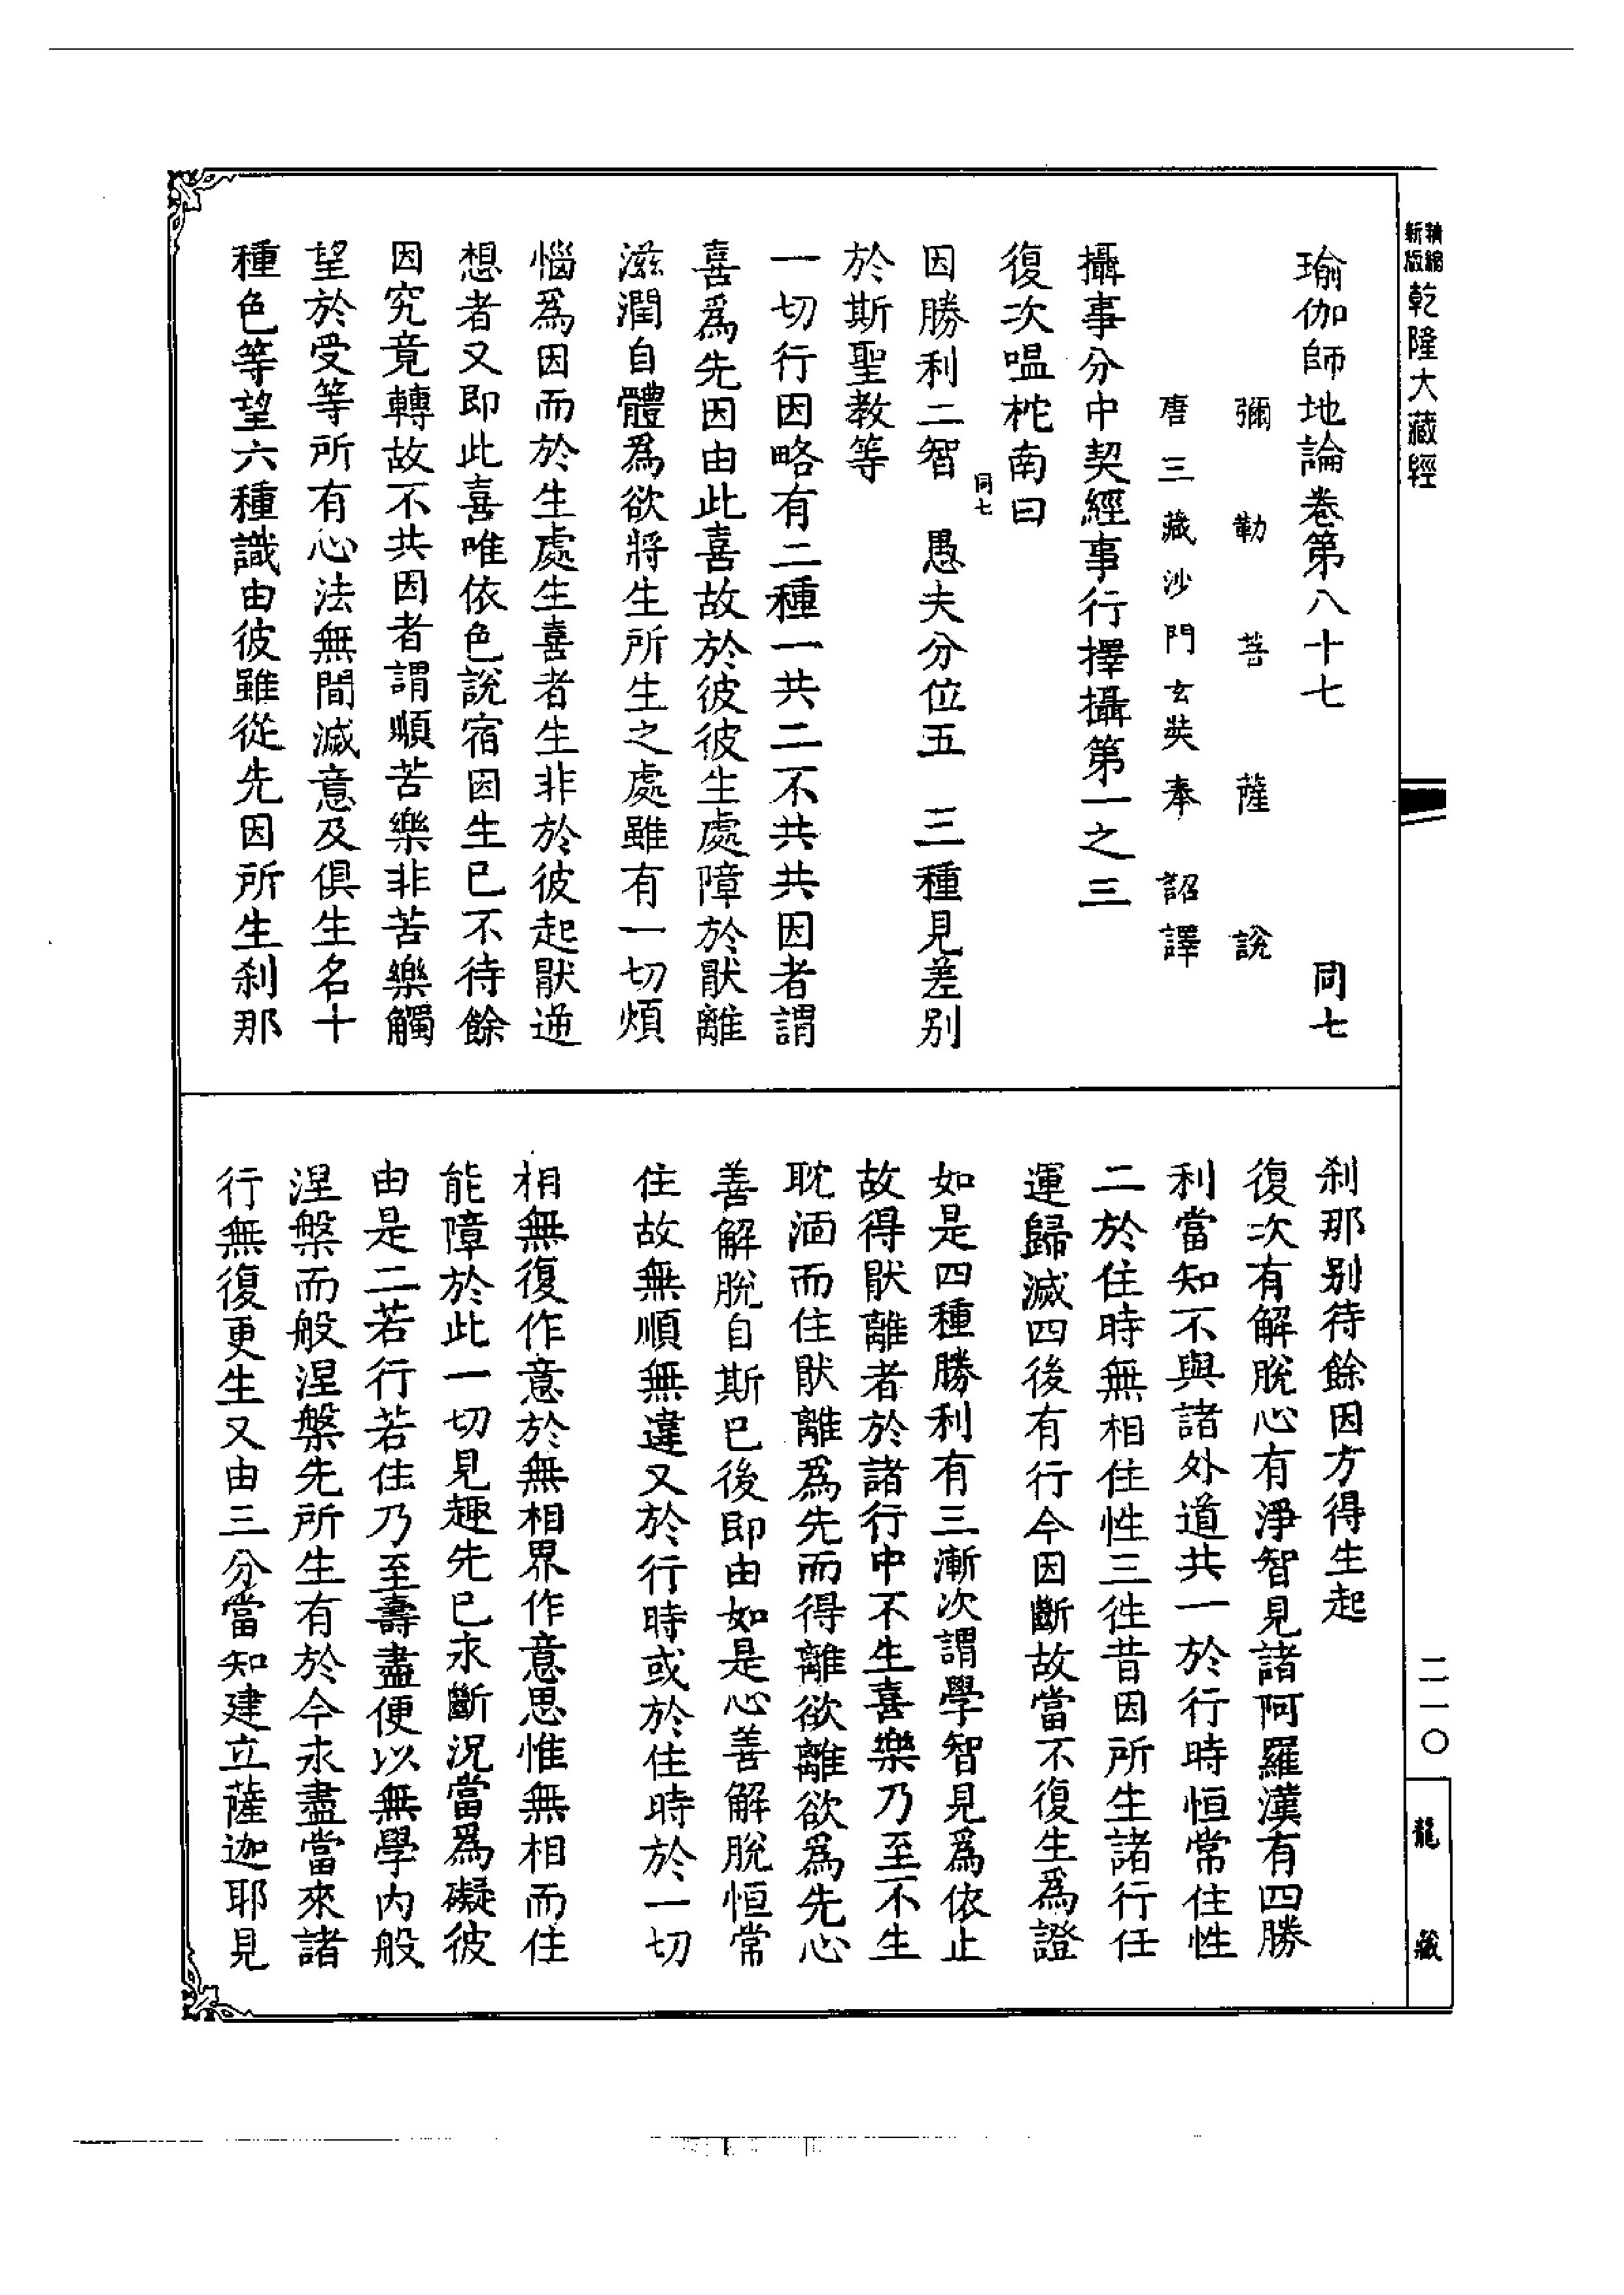 新版精縮乾隆大藏經
二一〇
龍藏
瑜伽師地論卷第八十七 同七
彌勒菩薩說
唐三藏沙門玄奘奉 詔譯
攝事分中契經事行擇攝第一之三
復次嗢柁南曰
同七
因勝利二智 愚夫分位五 三種見差別
於斯聖教等
一切行因略有二種一共二不共共因者謂
喜爲先因由此喜故於彼彼生處障於猒離
滋潤自體爲欲將生所生之處雖有一切煩
惱爲因而於生處生喜者生非於彼起猒逆
想者又即此喜唯依色說宿因生已不待餘
因究竟轉故不共因者謂順苦樂非苦樂觸
望於受等所有心法無間滅意及俱生名十
種色等望六種識由彼雖從先因所生剎那
剎那別待餘因方得生起
復次有解脫心有淨智見諸阿羅漢有四勝
利當知不與諸外道共一於行時恒常住性
二於住時無相住性三徃昔因所生諸行任
運歸滅四後有行今因斷故當不復生爲證
如是四種勝利有三漸次謂學智見爲依止
故得猒離者於諸行中不生喜樂乃至不生
耽湎而住猒離爲先而得離欲離欲爲先心
善解脫自斯已後即由如是心善解脫恒常
住故無順無違又於行時或於住時於一切
相無復作意於無相界作意思惟無相而住
能障於此一切見趣先已永斷況當爲礙彼
由是二若行若住乃至壽盡便以無學內般
涅槃而般涅槃先所生有於今永盡當來諸
行無復更生又由三分當知建立薩迦耶見